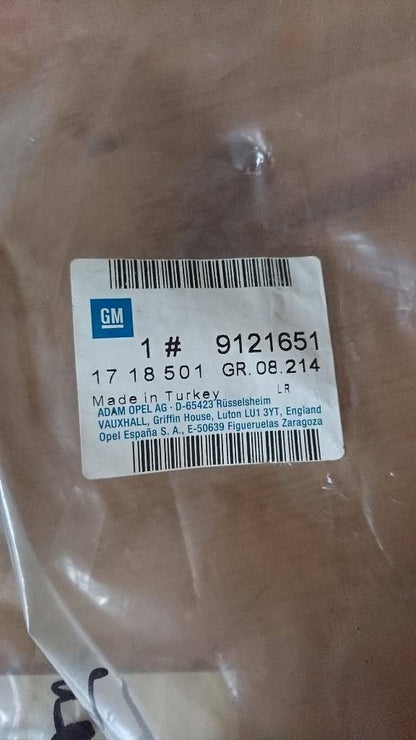 GM
1 # 9121651
17 18 501 GR. 08.214
Made in Turkey LR
ADAM OPEL AG · D-65423 Rüsselsheim
VAUXHALL, Griffin House, Luton LU1 3YT, England
Opel España S. A., E-50639 Figueruelas Zaragoza